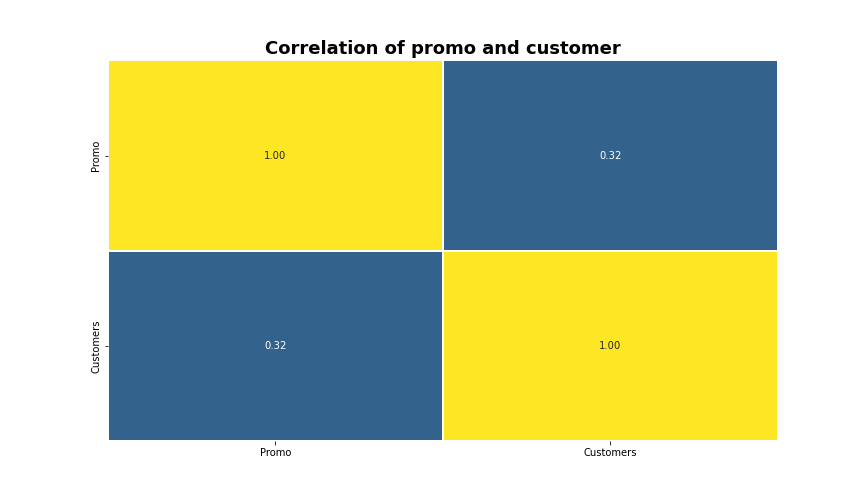 Correlation of promo and customer
Promo
1.00
0.32
Customers
0.32
1.00
Promo
Customers